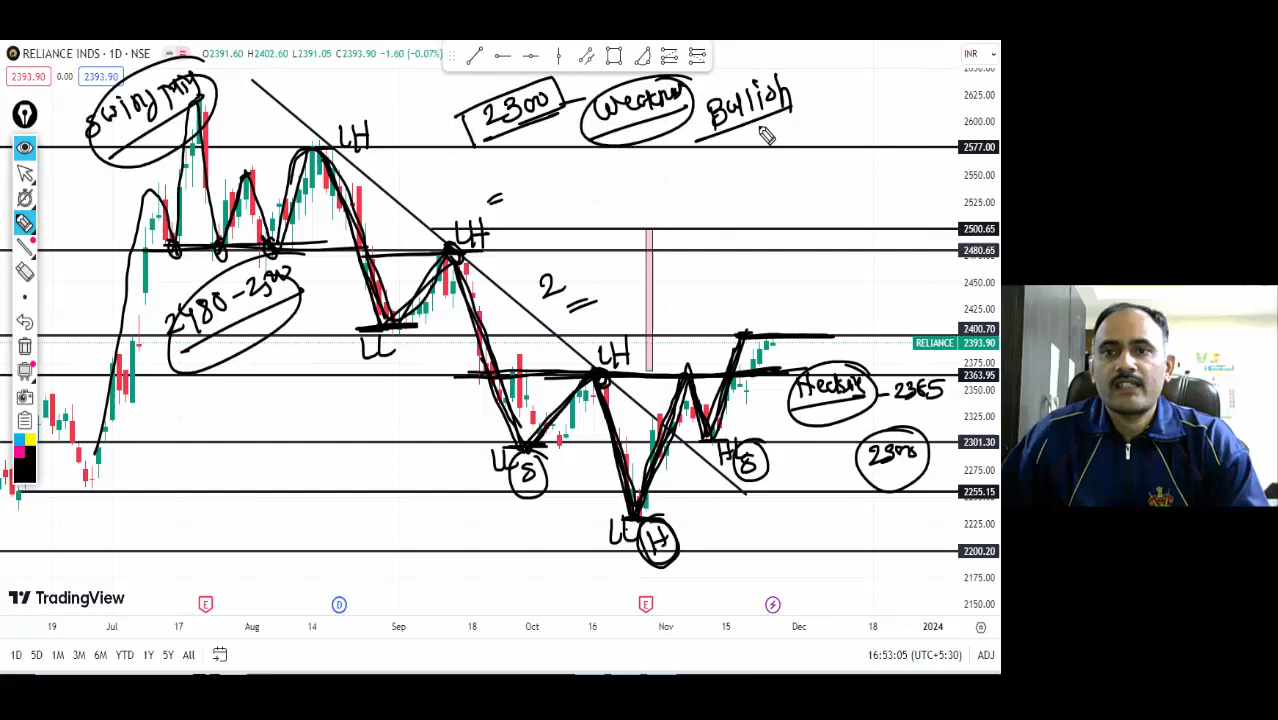 RELIANCE INDS · 1D · NSE
O2391.60 H2402.60 L2391.05 C2393.90 −1.60 (−0.07%)
INR
2393.90 0.00 2393.90
2300 Bullish
LH
LH
LH
2
2480-2500
LL
LL
S
LL
H
HL
S
2365
2300
2625.00
2600.00
2577.00
2550.00
2525.00
2500.65
2480.65
2450.00
2425.00
2400.70
RELIANCE 2393.90
2375.00
2363.95
2350.00
2325.00
2301.30
2275.00
2255.15
2225.00
2200.20
2175.00
2150.00
TradingView
E D E
19 Jul 17 Aug 14 Sep 18 Oct 16 Nov 15 Dec 18 2024
1D 5D 1M 3M 6M YTD 1Y 5Y All
16:53:05 (UTC+5:30) ADJ